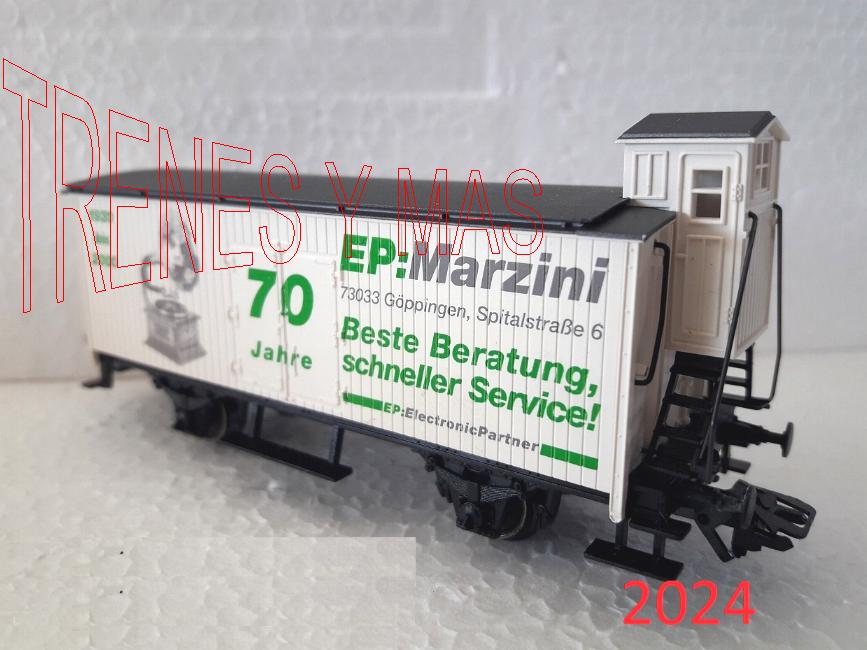 TRENES Y MAS
70
Jahre
EP:Marzini
73033 Göppingen, Spitalstraße 6
Beste Beratung,
schneller Service!
EP:ElectronicPartner
2024